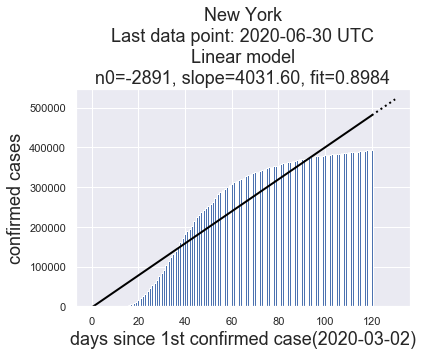 New York
Last data point: 2020-06-30 UTC
Linear model
n0=-2891, slope=4031.60, fit=0.8984
confirmed cases
500000
400000
300000
200000
100000
0
0 20 40 60 80 100 120
days since 1st confirmed case(2020-03-02)